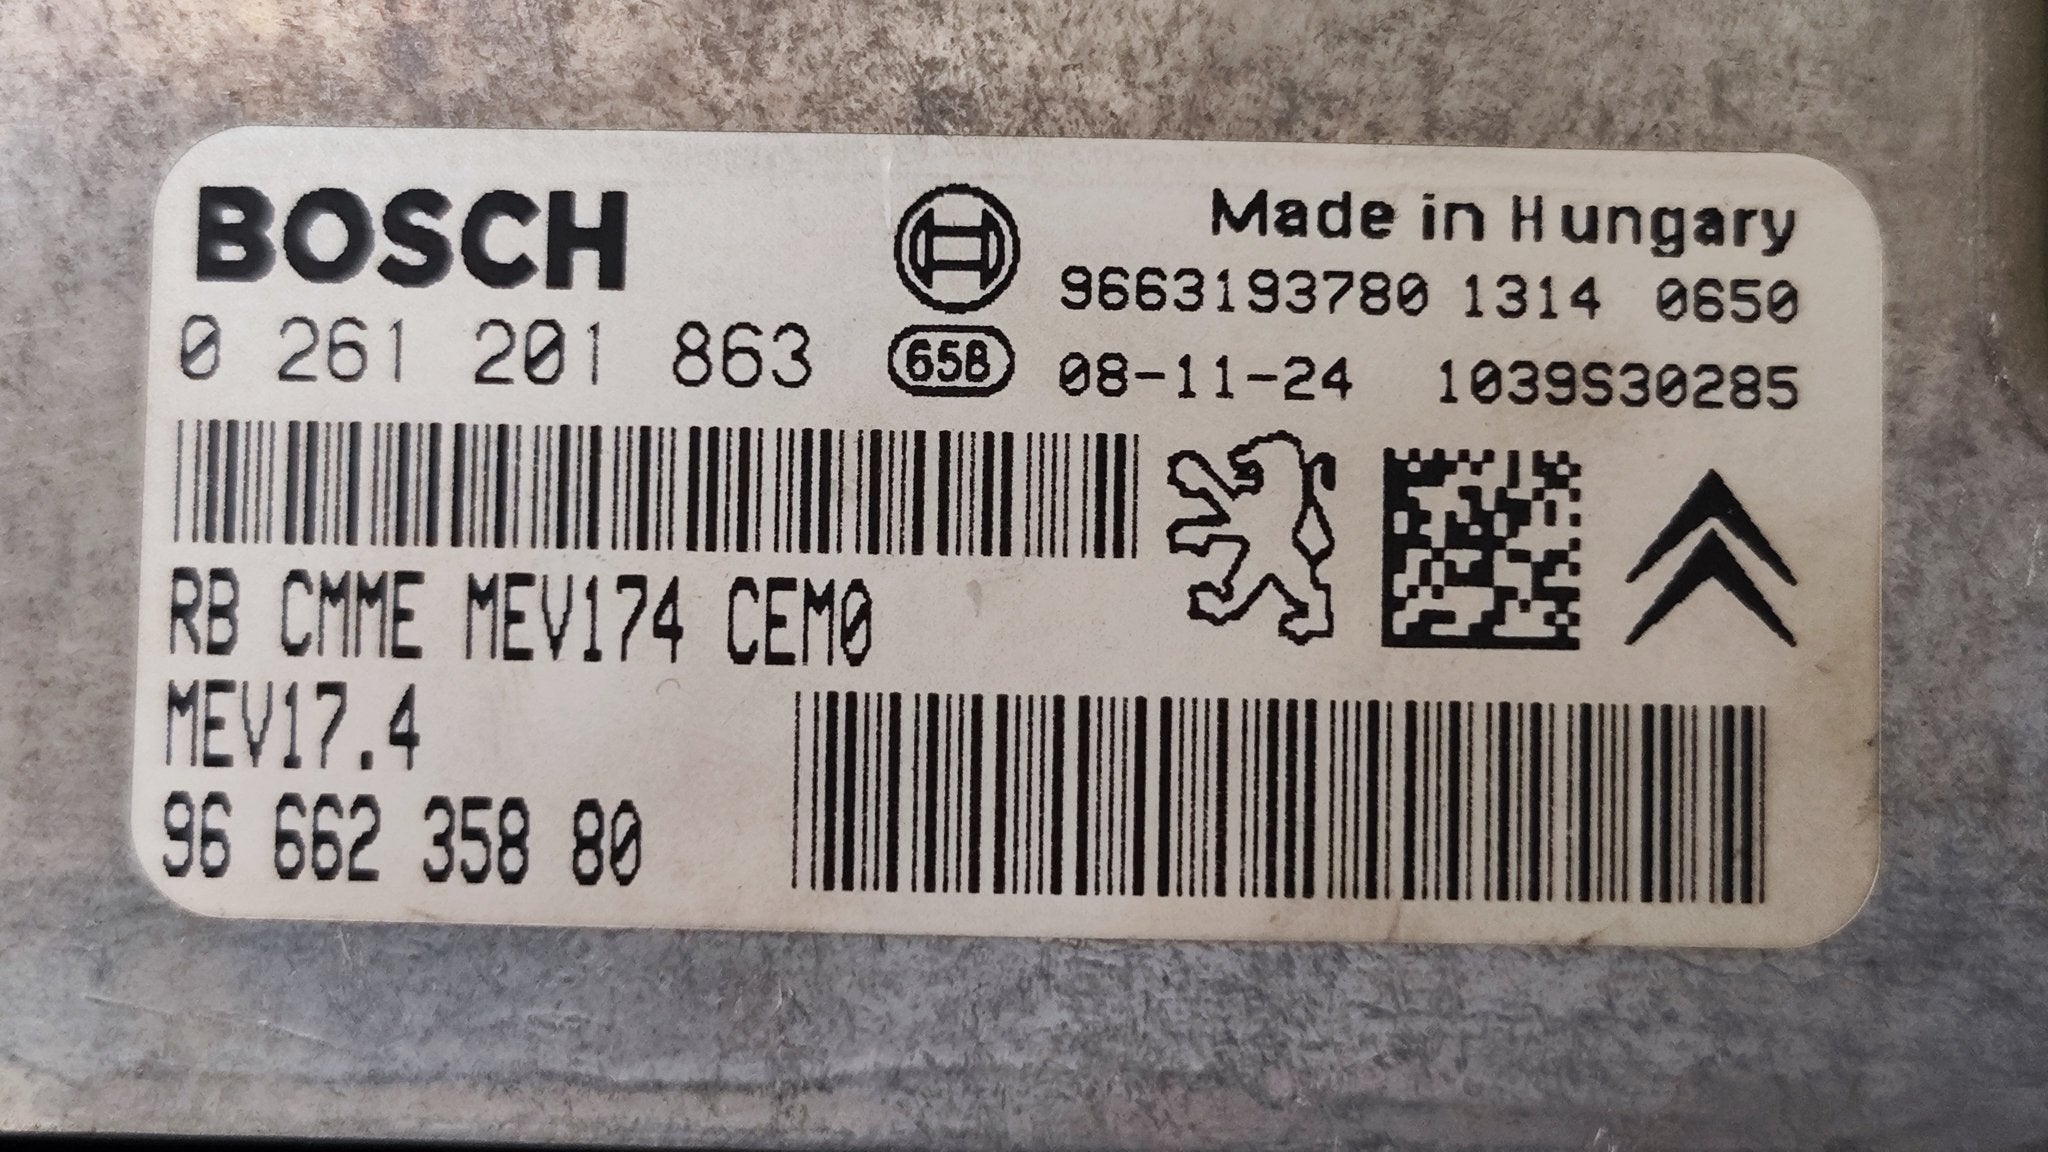 BOSCH
Made in Hungary
9663193780 1314 0650
0 261 201 863
65B
08-11-24 1039S30285
RB CMME MEV174 CEM0
MEV17.4
96 662 358 80